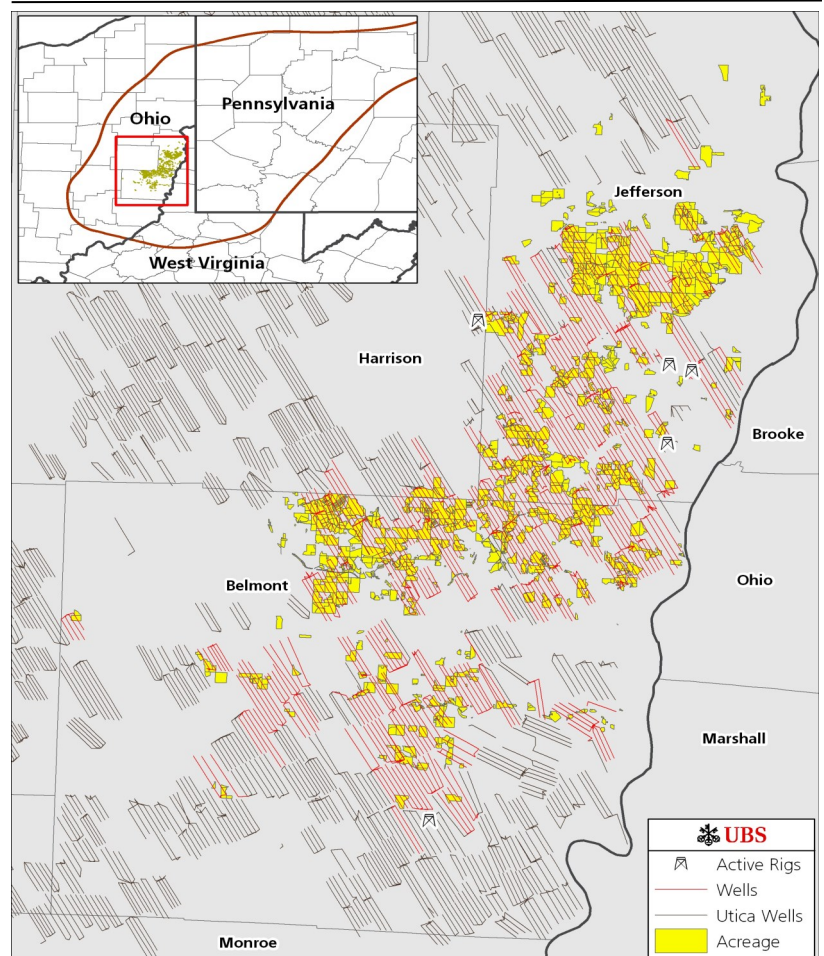 Ohio
Pennsylvania
West Virginia
Jefferson
Harrison
Brooke
Belmont
Ohio
Marshall
Monroe
UBS
Active Rigs
Wells
Utica Wells
Acreage